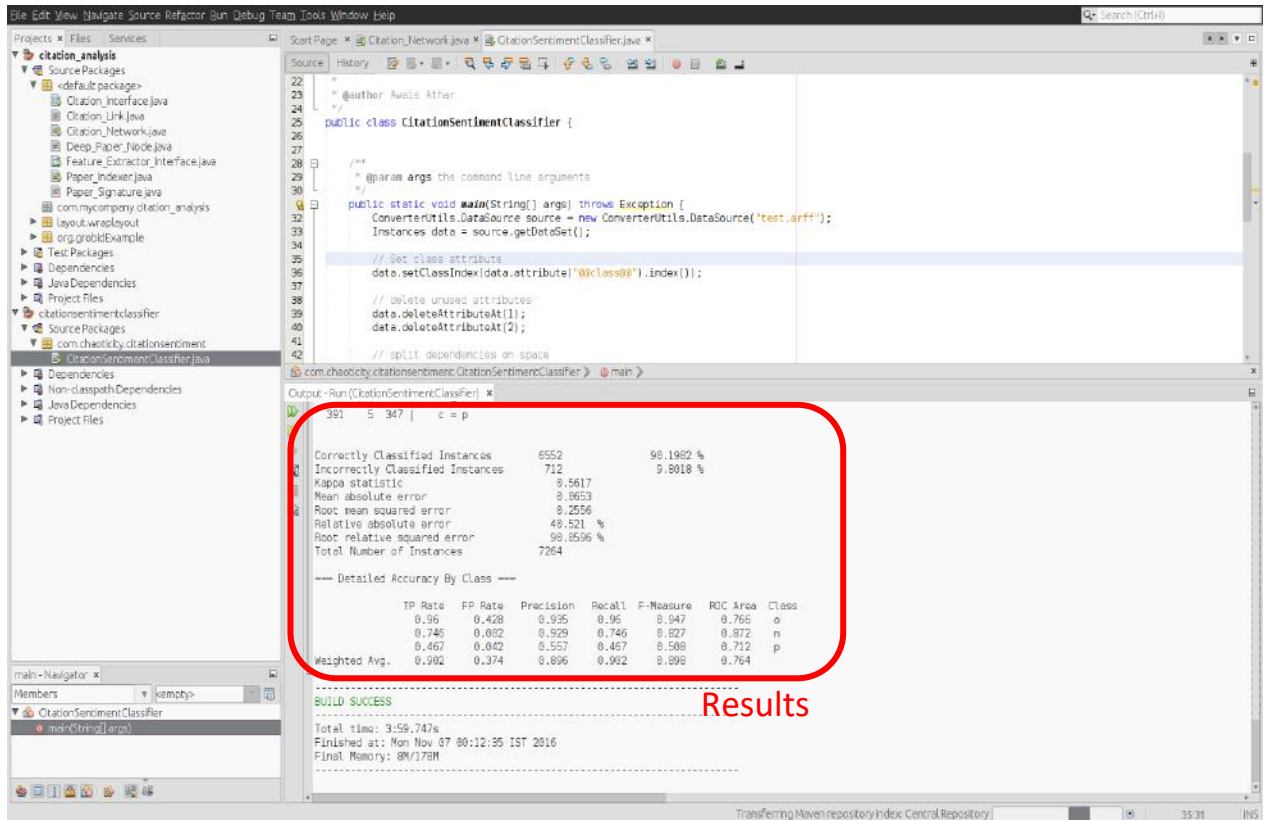 File Edit View Navigate Source Refactor Run Debug Team Tools Window Help
Search (Ctrl+I)
Projects Files Services
citation_analysis
Source Packages
<default package>
Citation_Interface.java
Citation_Link.java
Citation_Network.java
Deep_Paper_Node.java
Feature_Extractor_Interface.java
Paper_Indexer.java
Paper_Signature.java
com.mycompany.citation_analysis
layout.wraplayout
org.grobidExample
Test Packages
Dependencies
Java Dependencies
Project Files
citationsentimentclassifier
Source Packages
com.chaoticity.citationsentiment
CitationSentimentClassifier.java
Dependencies
Non-classpath Dependencies
Java Dependencies
Project Files
main - Navigator
Members <empty>
CitationSentimentClassifier
main(String[] args)
Start Page Citation_Network.java CitationSentimentClassifier.java
Source History
22 *
23 * @author Awais Athar
24 */
25 public class CitationSentimentClassifier {
26
27
28 /**
29 * @param args the command line arguments
30 */
public static void main(String[] args) throws Exception {
32 ConverterUtils.DataSource source = new ConverterUtils.DataSource("test.arff");
33 Instances data = source.getDataSet();
34
35 // Set class attribute
36 data.setClassIndex(data.attribute("@@class@@").index());
37
38 // delete unused attributes
39 data.deleteAttributeAt(1);
40 data.deleteAttributeAt(2);
41
42 // split dependencies on space
com.chaoticity.citationsentiment.CitationSentimentClassifier main
Output - Run (CitationSentimentClassifier)
391 5 347 | c = p
Correctly Classified Instances 6552 90.1982 %
Incorrectly Classified Instances 712 9.8018 %
Kappa statistic 0.5617
Mean absolute error 0.0653
Root mean squared error 0.2556
Relative absolute error 40.521 %
Root relative squared error 90.0596 %
Total Number of Instances 7264
=== Detailed Accuracy By Class ===
TP Rate FP Rate Precision Recall F-Measure ROC Area Class
0.96 0.428 0.935 0.96 0.947 0.766 o
0.746 0.002 0.929 0.746 0.827 0.872 n
0.467 0.042 0.557 0.467 0.508 0.712 p
Weighted Avg. 0.902 0.374 0.896 0.902 0.898 0.764
Results
BUILD SUCCESS
Total time: 3:59.747s
Finished at: Mon Nov 07 00:12:35 IST 2016
Final Memory: 8M/178M
Transferring Maven repository index: Central Repository
35:31 INS